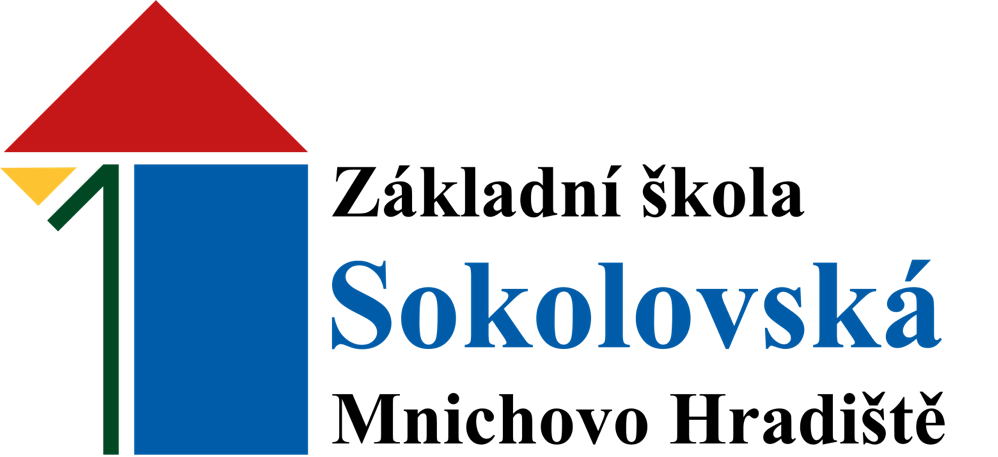 Základní škola
Sokolovská
Mnichovo Hradiště